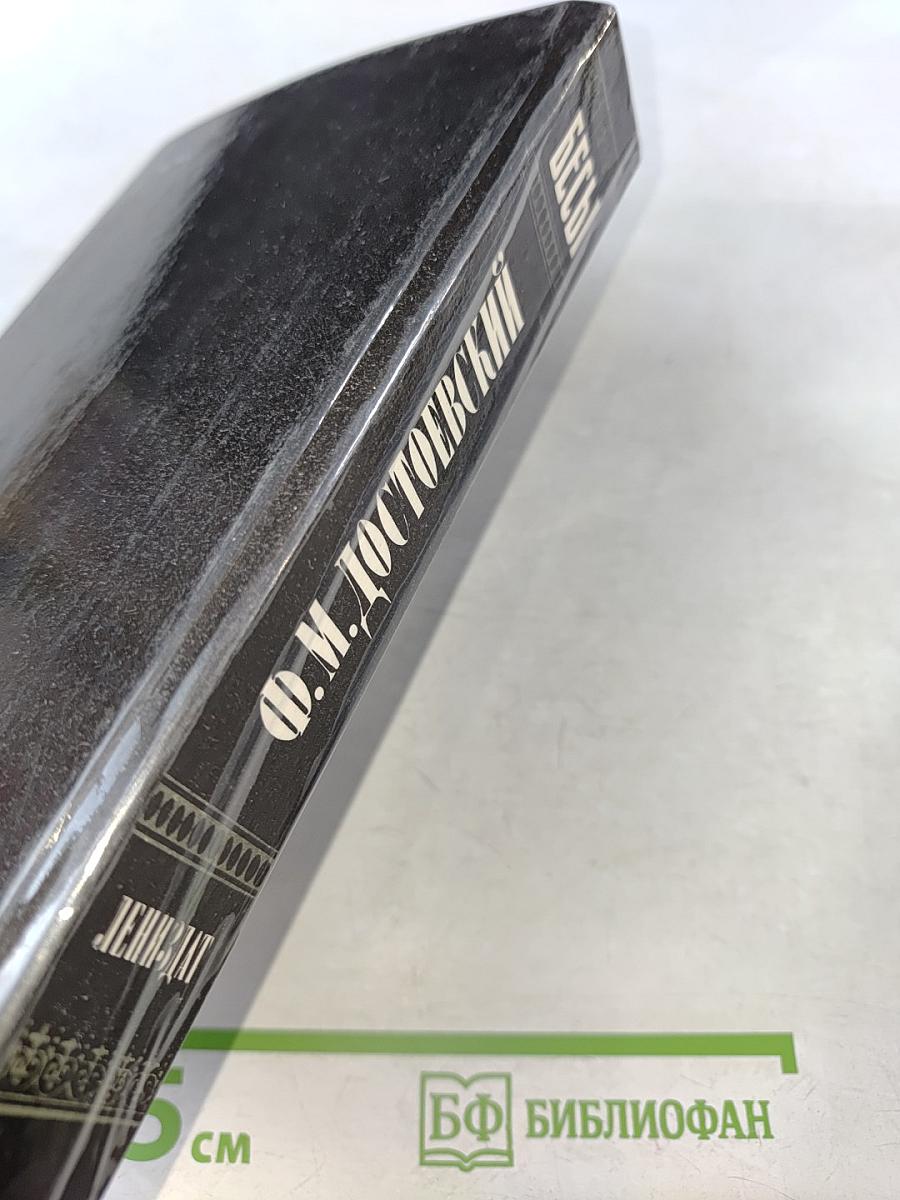 БЕСЫ
Ф. М. ДОСТОЕВСКИЙ
ЛЕНИЗДАТ
5 см
БФ БИБЛИОФАН